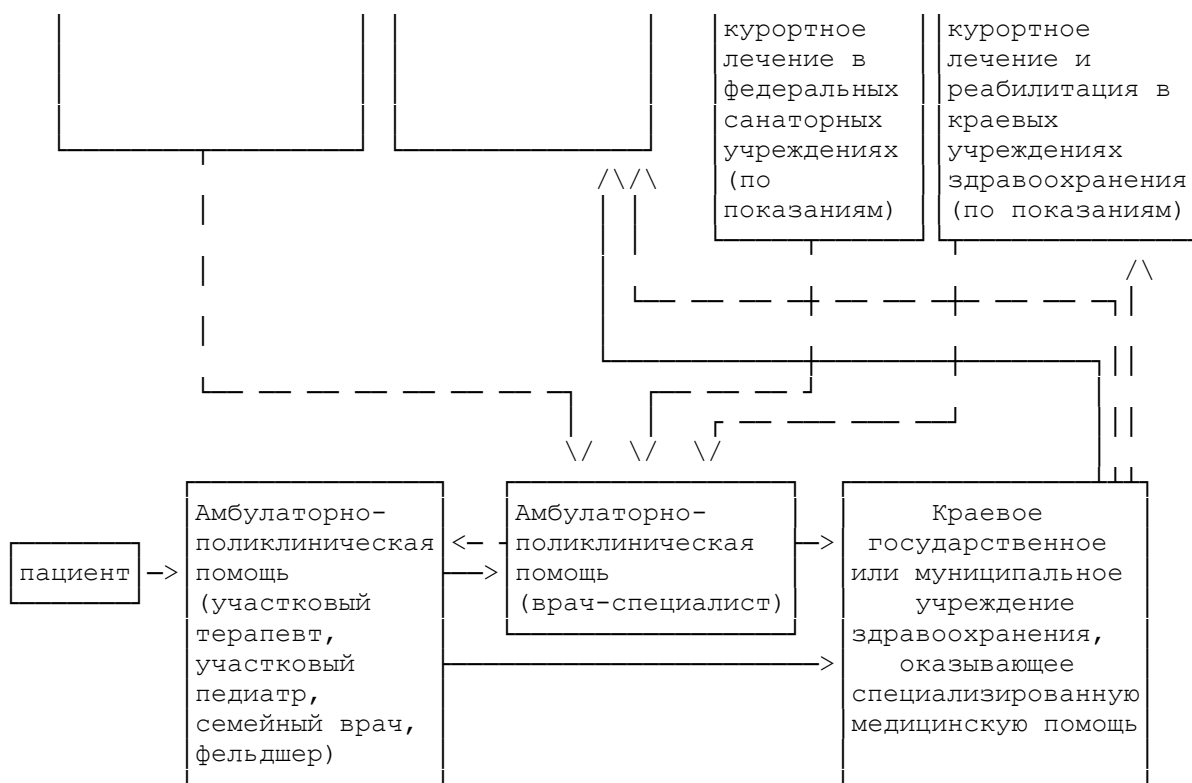 курортное
лечение в
федеральных
санаторных
учреждениях
(по
показаниям)
курортное
лечение и
реабилитация в
краевых
учреждениях
здравоохранения
(по показаниям)
пациент
Амбулаторно-
поликлиническая
помощь
(участковый
терапевт,
участковый
педиатр,
семейный врач,
фельдшер)
Амбулаторно-
поликлиническая
помощь
(врач-специалист)
Краевое
государственное
или муниципальное
учреждение
здравоохранения,
оказывающее
специализированную
медицинскую помощь